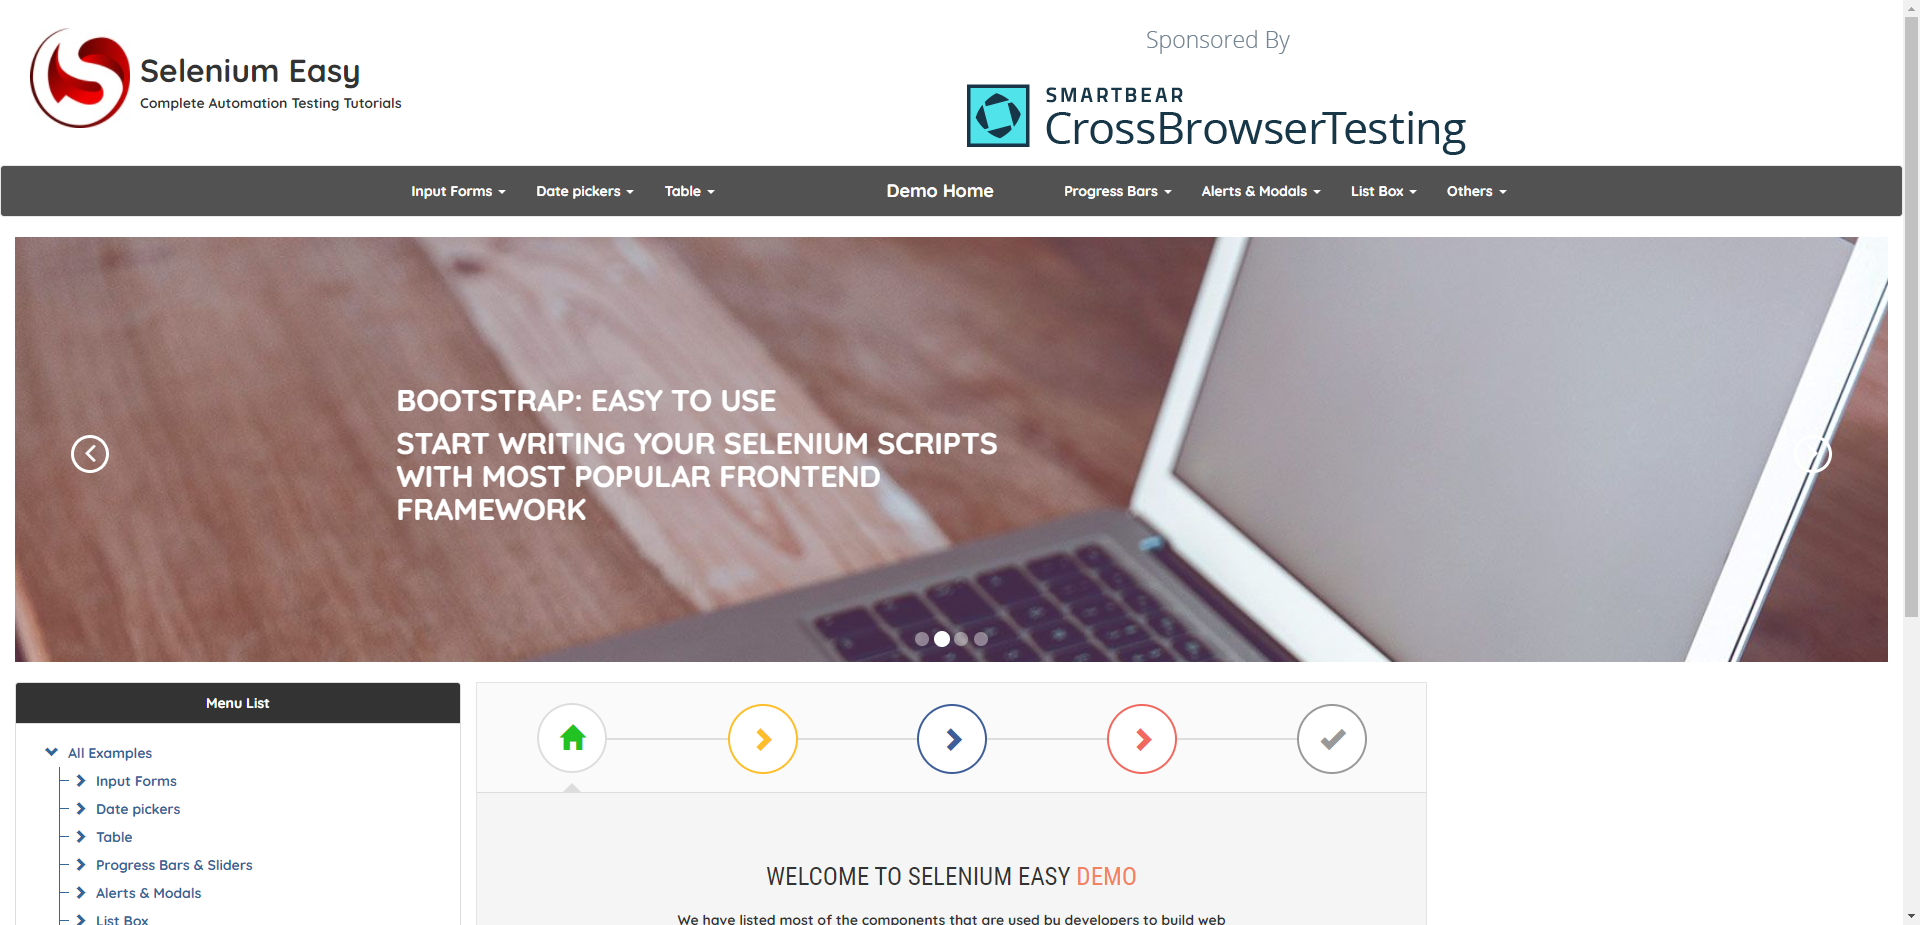 Selenium Easy
Complete Automation Testing Tutorials
Sponsored By
SMARTBEAR
CrossBrowserTesting
Input Forms
Date pickers
Table
Demo Home
Progress Bars
Alerts & Modals
List Box
Others
BOOTSTRAP: EASY TO USE
START WRITING YOUR SELENIUM SCRIPTS
WITH MOST POPULAR FRONTEND
FRAMEWORK
Menu List
All Examples
Input Forms
Date pickers
Table
Progress Bars & Sliders
Alerts & Modals
List Box
WELCOME TO SELENIUM EASY DEMO
We have listed most of the components that are used by developers to build web